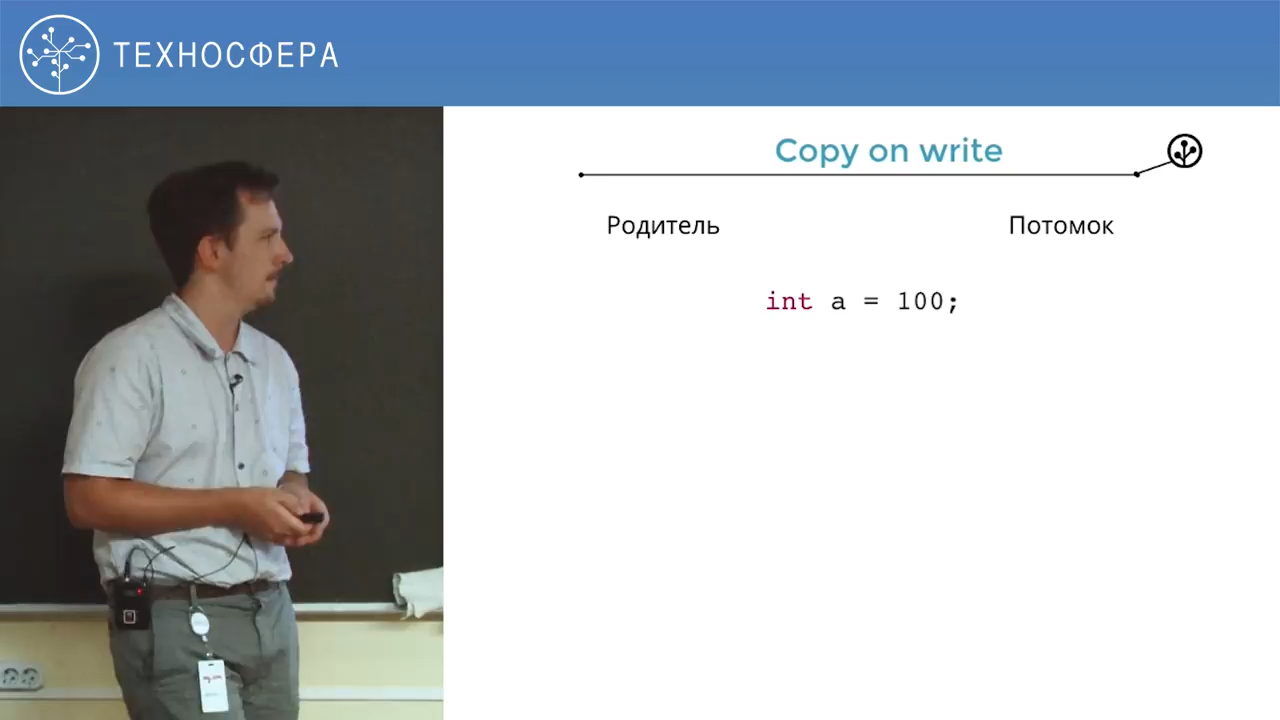 ТЕХНОСФЕРА
Copy on write
Родитель Потомок
int a = 100;